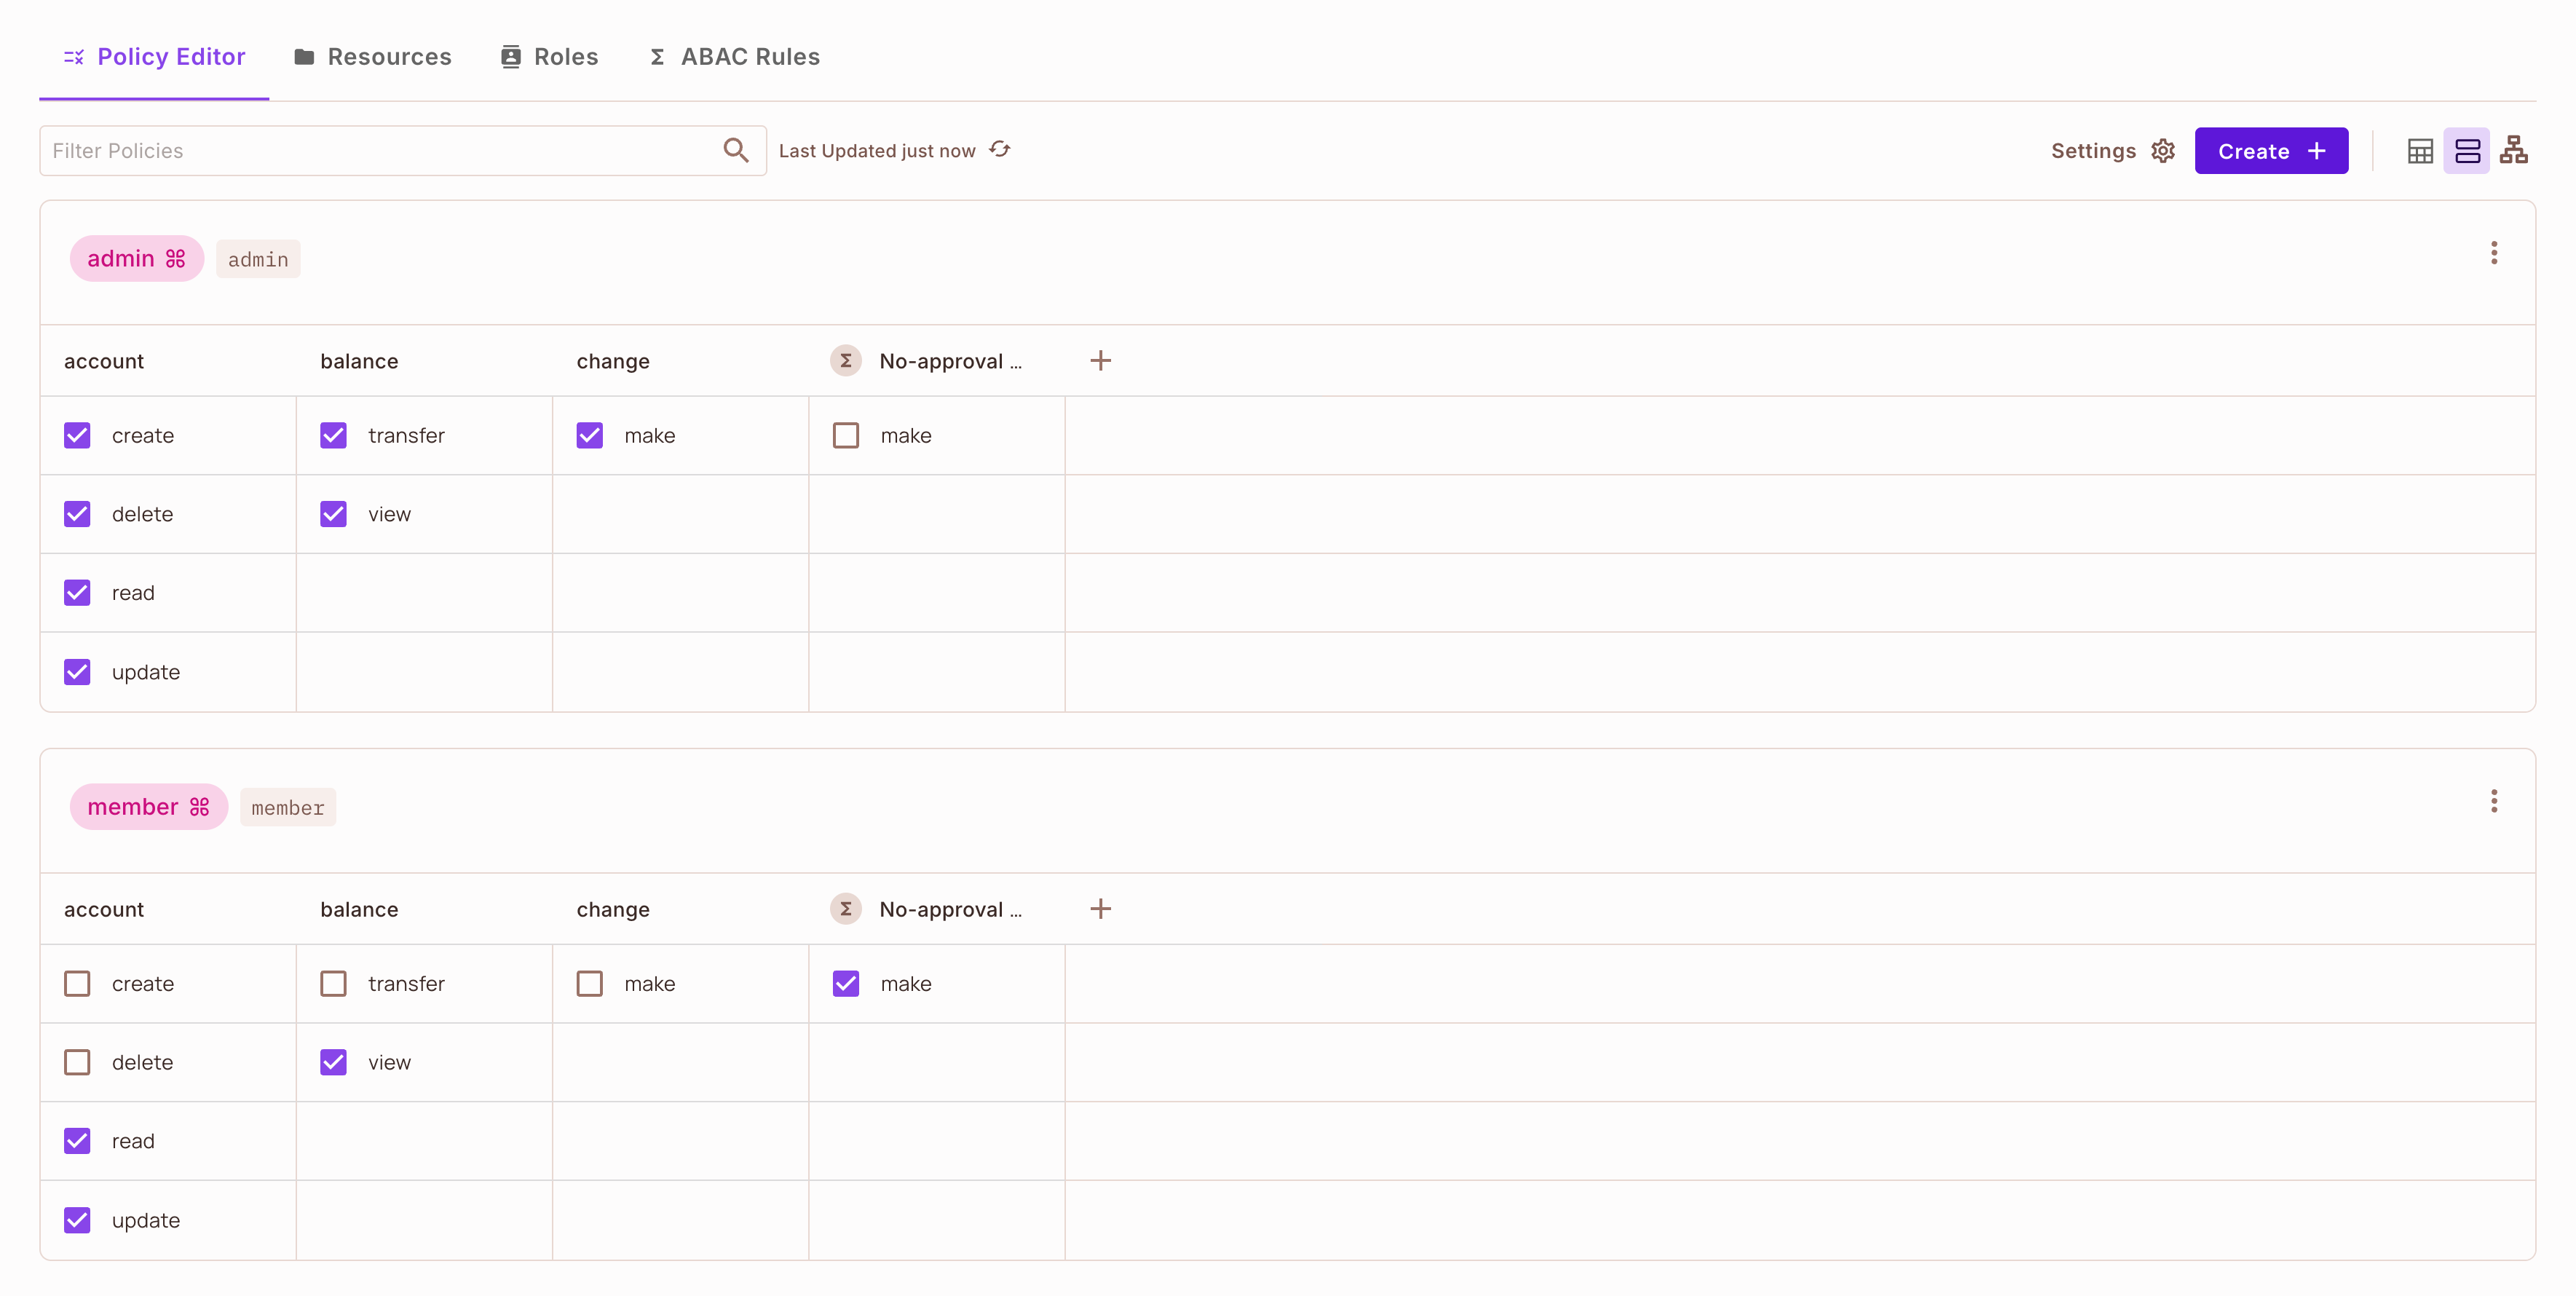 Policy Editor Resources Roles Σ ABAC Rules
Filter Policies Last Updated just now Settings Create +
admin admin
account balance change Σ No-approval ... +
create transfer make make
delete view
read
update
member member
account balance change Σ No-approval ... +
create transfer make make
delete view
read
update